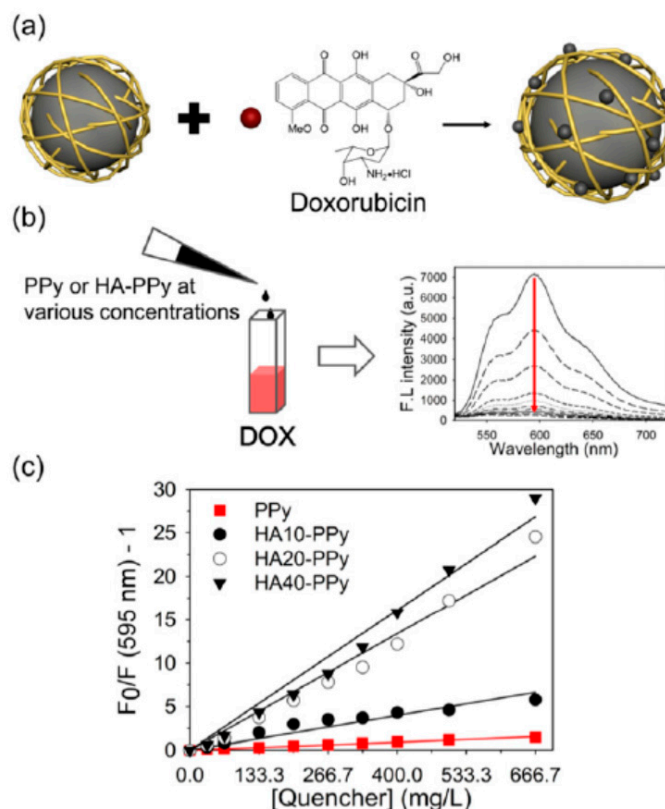 (a)
OH
O
OH
O
OH
OH
MeO
O
OH
O
O
OH
NH₂•HCl
Doxorubicin
(b)
PPy or HA-PPy at
various concentrations
DOX
F.L intensity (a.u.)
7000
6000
5000
4000
3000
2000
1000
0
550 600 650 700
Wavelength (nm)
(c)
F₀/F (595 nm) - 1
30
25
20
15
10
5
0
PPy
HA10-PPy
HA20-PPy
HA40-PPy
0.0 133.3 266.7 400.0 533.3 666.7
[Quencher] (mg/L)